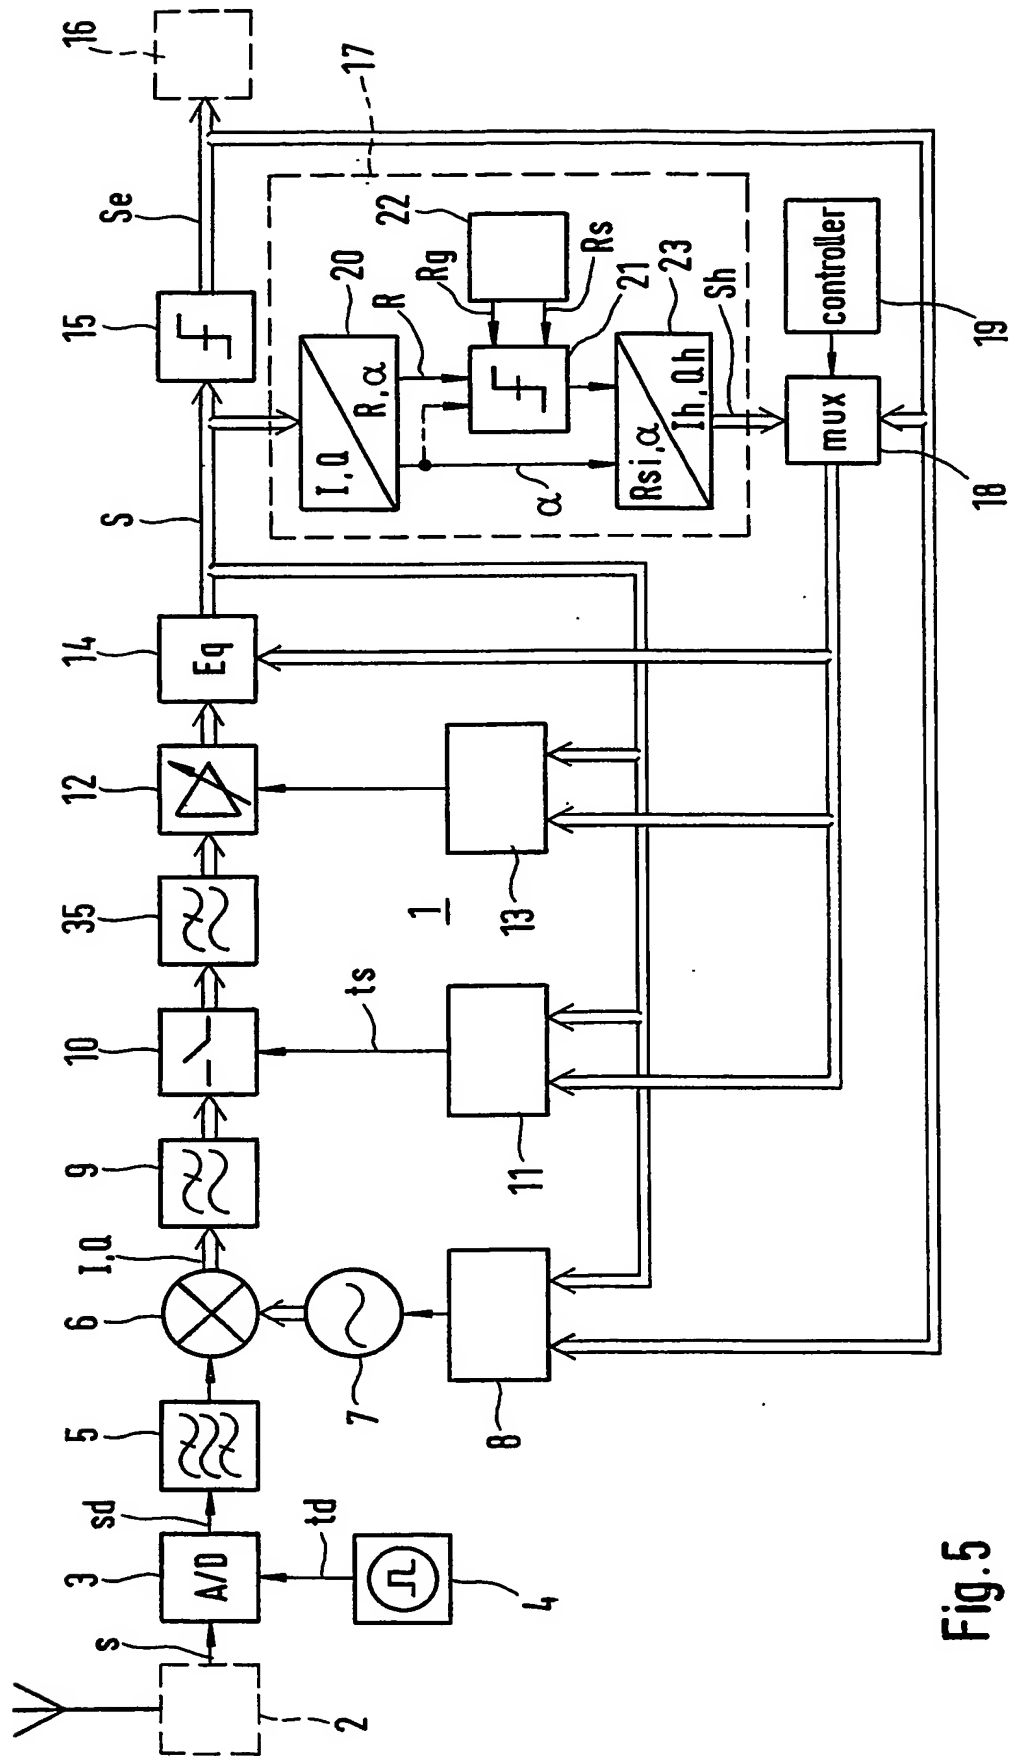 s
sd
I,Q
S
Se
2
3
5
6
9
10
35
12
14
15
16
A/D
Eq
td
4
7
8
ts
11
1
13
17
I,Q
R,α
20
R
α
Rg
Rs
22
21
Rsi,α
Ih,Qh
23
Sh
mux
18
controller
19
Fig.5